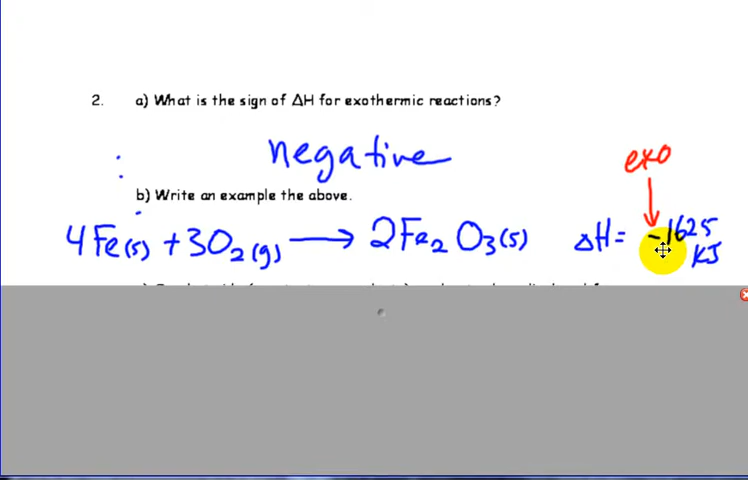 2. a) What is the sign of ΔH for exothermic reactions?
negative
exo
b) Write an example the above.
4Fe(s) + 3O₂(g) → 2Fe₂O₃(s) ΔH = -1625
KJ